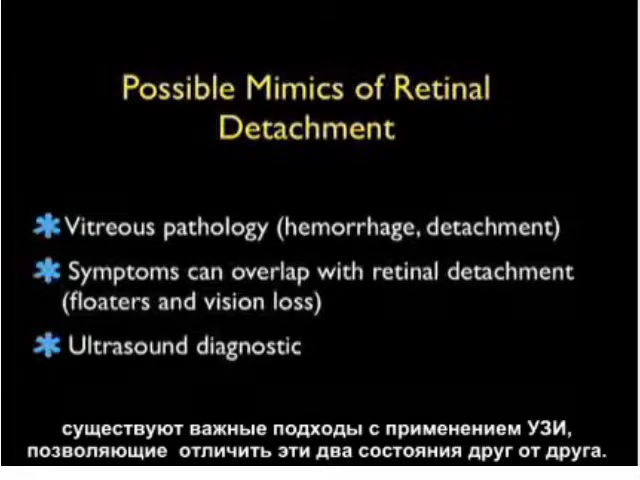 Possible Mimics of Retinal
Detachment
Vitreous pathology (hemorrhage, detachment)
Symptoms can overlap with retinal detachment
(floaters and vision loss)
Ultrasound diagnostic
существуют важные подходы с применением УЗИ,
позволяющие отличить эти два состояния друг от друга.